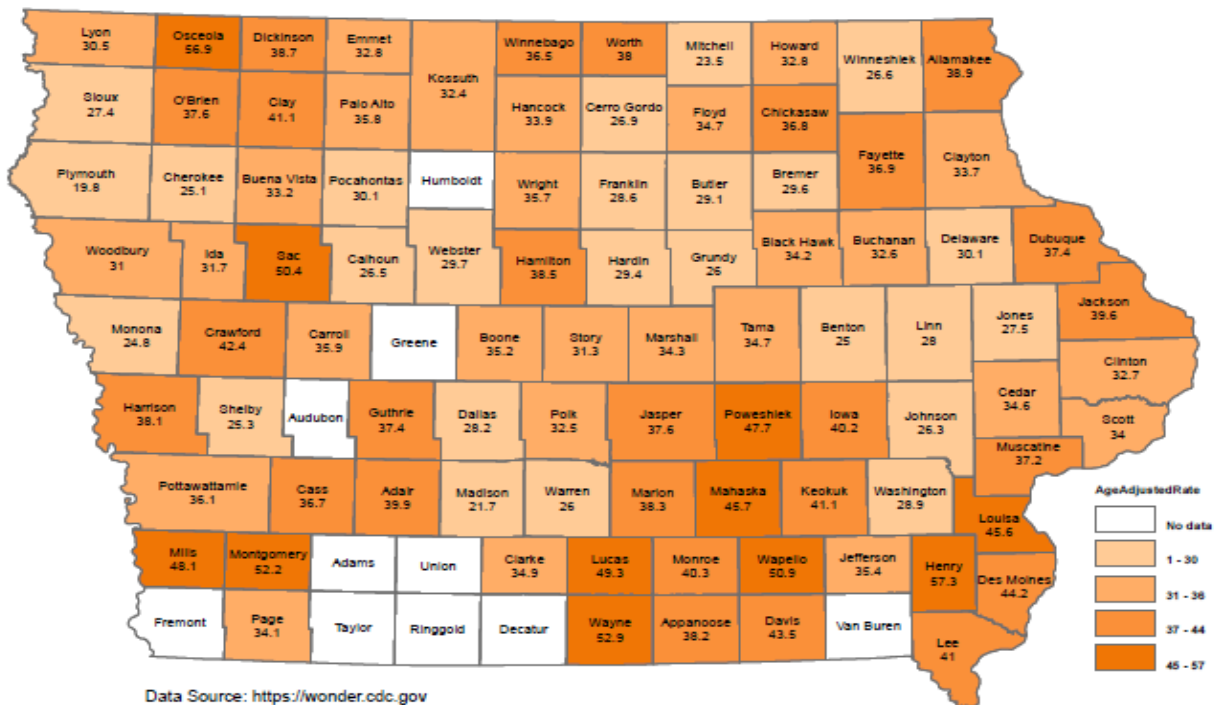 Lyon
30.5
Osceola
56.9
Dickinson
38.7
Emmet
32.8
Kossuth
32.4
Winnebago
36.5
Worth
38
Mitchell
23.5
Howard
32.8
Winneshiek
26.6
Allamakee
38.9
Sioux
27.4
O'Brien
37.6
Clay
41.1
Palo Alto
35.8
Hancock
33.9
Cerro Gordo
26.9
Floyd
34.7
Chickasaw
36.8
Fayette
36.9
Clayton
33.7
Plymouth
19.8
Cherokee
25.1
Buena Vista
33.2
Pocahontas
30.1
Humboldt
Wright
35.7
Franklin
28.6
Butler
29.1
Bremer
29.6
Woodbury
31
Ida
31.7
Sac
50.4
Calhoun
26.5
Webster
29.7
Hamilton
38.5
Hardin
29.4
Grundy
26
Black Hawk
34.2
Buchanan
32.6
Delaware
30.1
Dubuque
37.4
Jackson
39.6
Monona
24.8
Crawford
42.4
Carroll
35.9
Greene
Boone
35.2
Story
31.3
Marshall
34.3
Tama
34.7
Benton
25
Linn
28
Jones
27.5
Clinton
32.7
Harrison
38.1
Shelby
25.3
Audubon
Guthrie
37.4
Dallas
28.2
Polk
32.5
Jasper
37.6
Poweshiek
47.7
Iowa
40.2
Johnson
26.3
Cedar
34.6
Scott
34
Muscatine
37.2
Pottawattamie
36.1
Cass
36.7
Adair
39.9
Madison
21.7
Warren
26
Marion
38.3
Mahaska
45.7
Keokuk
41.1
Washington
28.9
Louisa
45.6
Mills
48.1
Montgomery
52.2
Adams
Union
Clarke
34.9
Lucas
49.3
Monroe
40.3
Wapello
50.9
Jefferson
35.4
Henry
57.3
Des Moines
44.2
Fremont
Page
34.1
Taylor
Ringgold
Decatur
Wayne
52.9
Appanoose
38.2
Davis
43.5
Van Buren
Lee
41
AgeAdjustedRate
No data
1 - 30
31 - 36
37 - 44
45 - 57
Data Source: https://wonder.cdc.gov